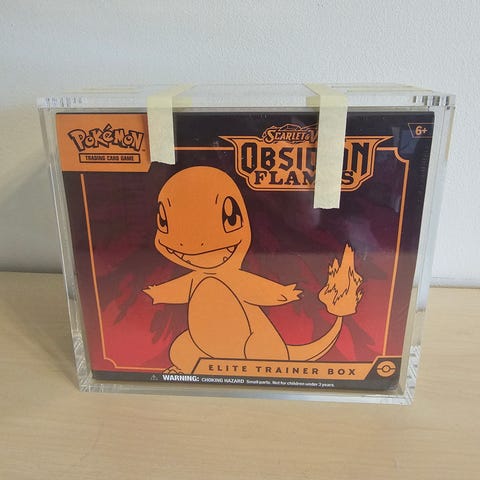 POKéMON
TRADING CARD GAME
SCARLET &
6+
OBSIDIAN
FLAMES
ELITE TRAINER BOX
WARNING: CHOKING HAZARD Small parts. Not for children under 3 years.